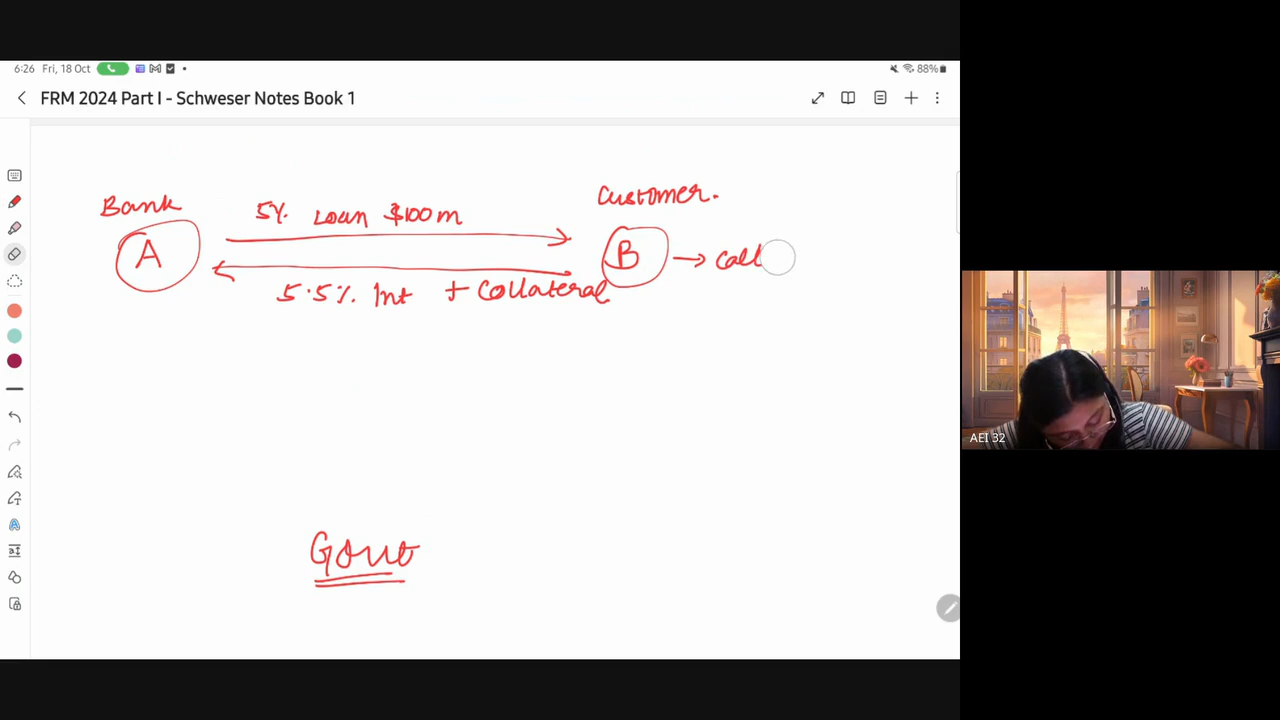 6:26 Fri, 18 Oct 88%
FRM 2024 Part I - Schweser Notes Book 1
Bank 5% Loan $100m Customer.
A B → Coll
5.5% Int + Collateral
Govt
AEI 32